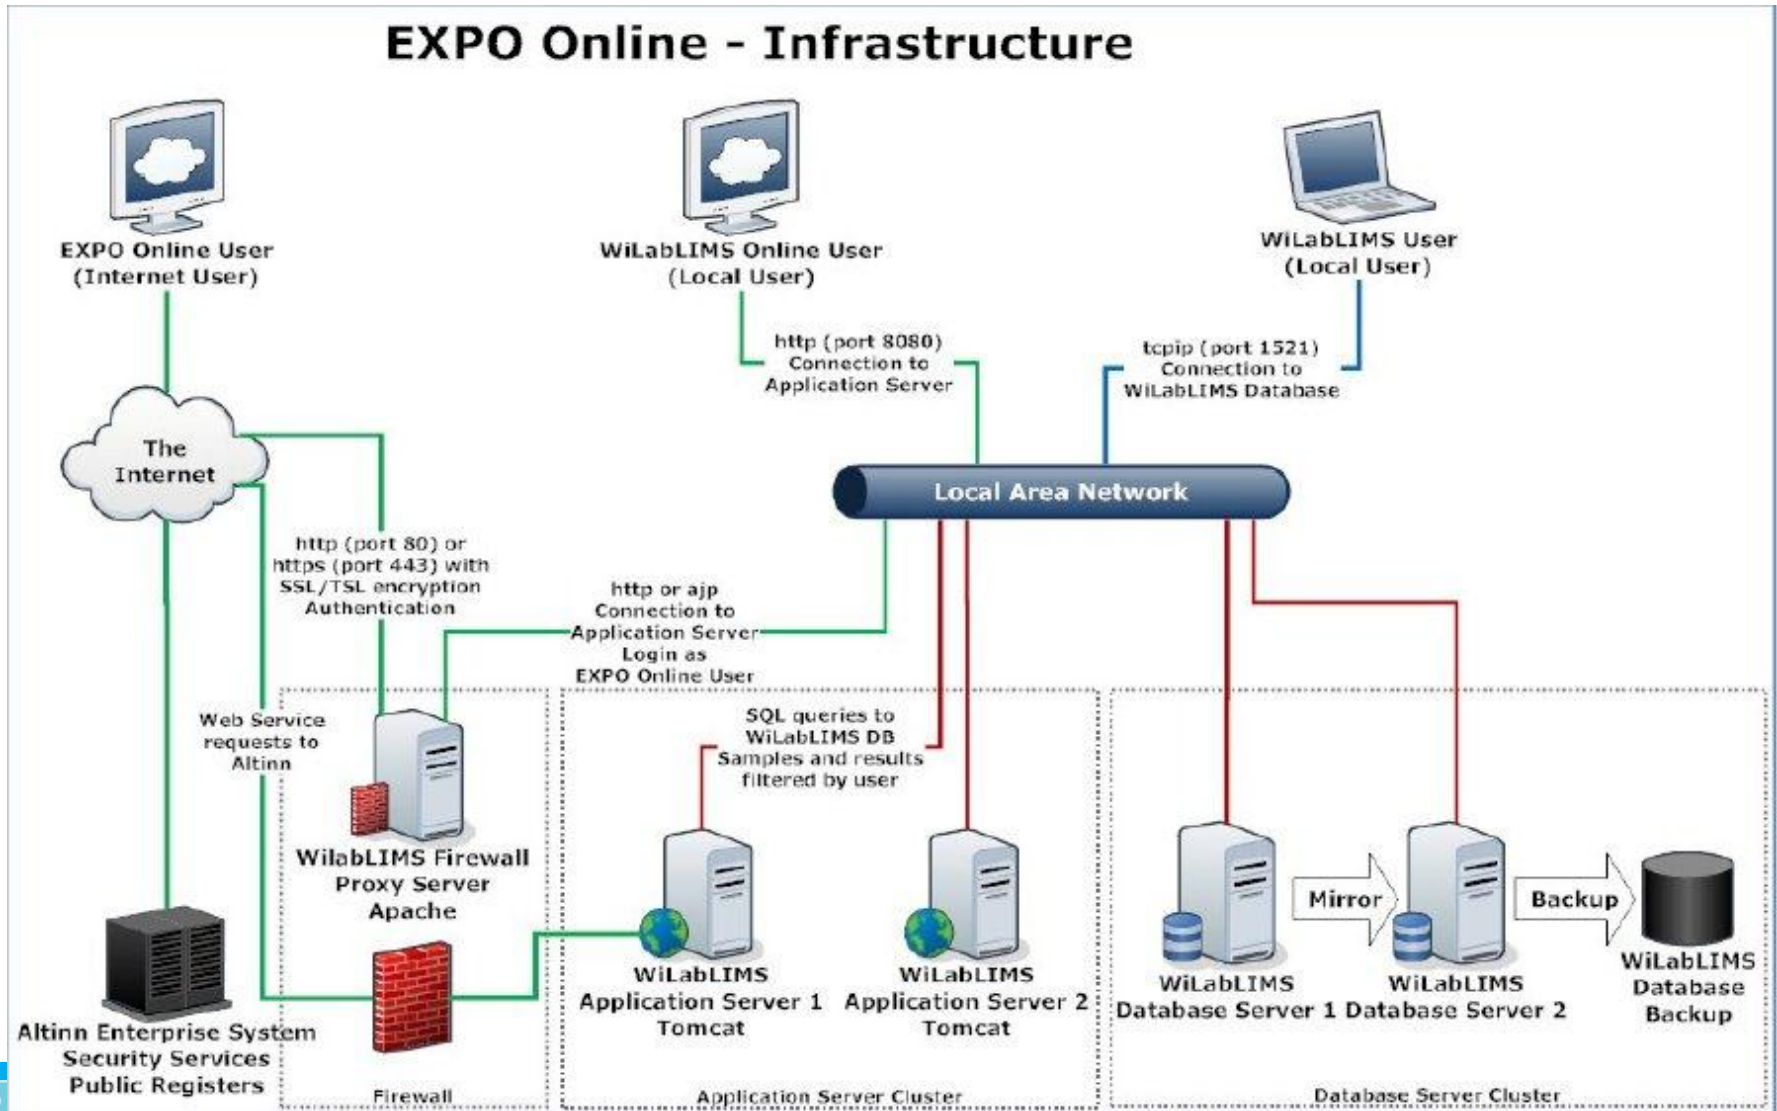 EXPO Online - Infrastructure
EXPO Online User
(Internet User)
WiLabLIMS Online User
(Local User)
WiLabLIMS User
(Local User)
http (port 8080)
Connection to
Application Server
tcpip (port 1521)
Connection to
WiLabLIMS Database
The
Internet
Local Area Network
http (port 80) or
https (port 443) with
SSL/TSL encryption
Authentication
http or ajp
Connection to
Application Server
Login as
EXPO Online User
Web Service
requests to
Altinn
SQL queries to
WiLabLIMS DB
Samples and results
filtered by user
WilabLIMS Firewall
Proxy Server
Apache
Mirror
Backup
WiLabLIMS
Application Server 1
Tomcat
WiLabLIMS
Application Server 2
Tomcat
WiLabLIMS
Database Server 1
WiLabLIMS
Database Server 2
WiLabLIMS
Database
Backup
Altinn Enterprise System
Security Services
Public Registers
Firewall
Application Server Cluster
Database Server Cluster